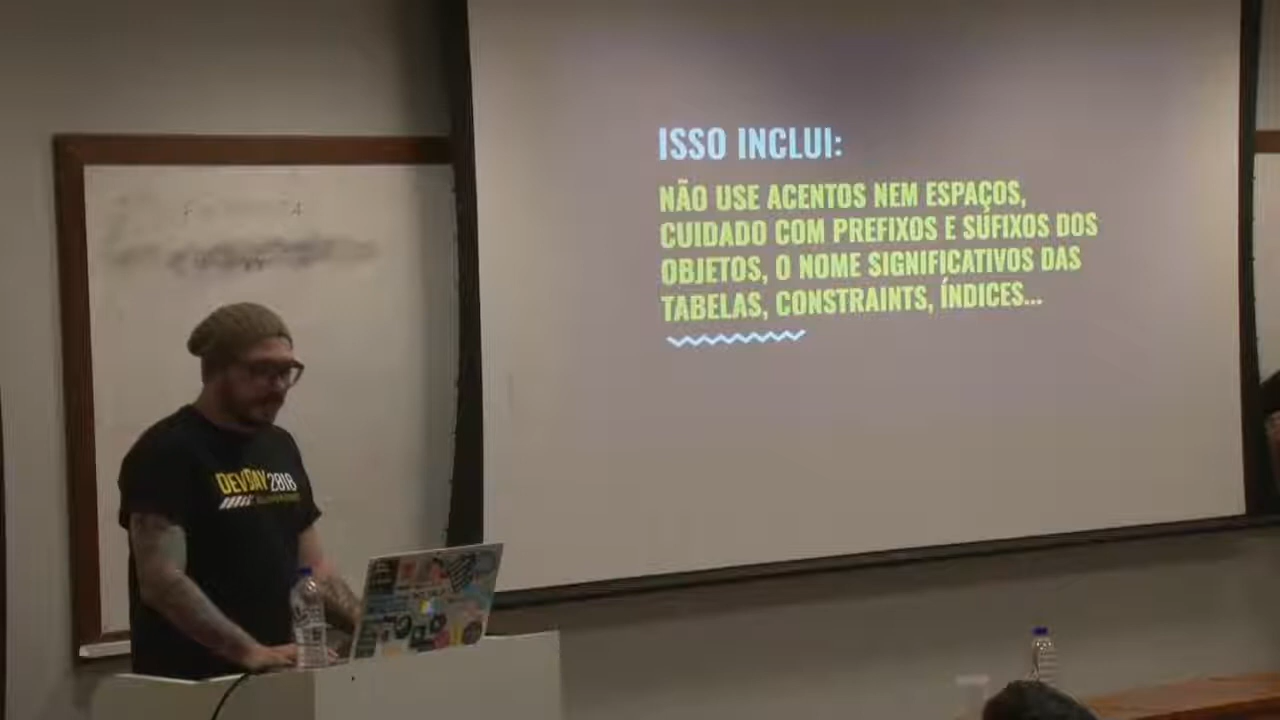 ISSO INCLUI:
NÃO USE ACENTOS NEM ESPAÇOS,
CUIDADO COM PREFIXOS E SUFIXOS DOS
OBJETOS, O NOME SIGNIFICATIVOS DAS
TABELAS, CONSTRAINTS, ÍNDICES...
DEVDAY 2018